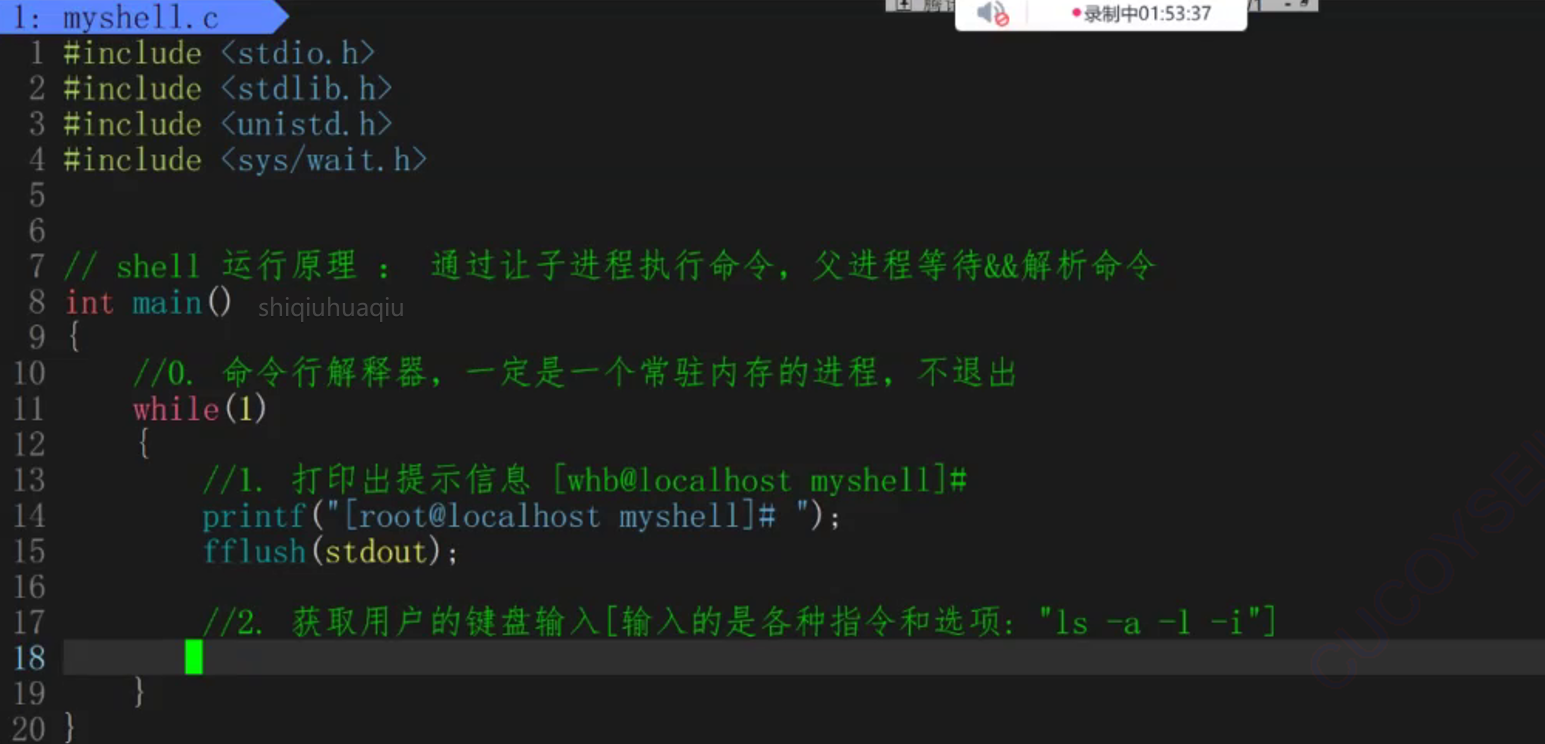 1: myshell.c
录制中01:53:37
1 #include <stdio.h>
2 #include <stdlib.h>
3 #include <unistd.h>
4 #include <sys/wait.h>
5
6
7 // shell 运行原理 ： 通过让子进程执行命令，父进程等待&&解析命令
8 int main()
shiqiuhuaqiu
9 {
10     //0. 命令行解释器，一定是一个常驻内存的进程，不退出
11     while(1)
12     {
13         //1. 打印出提示信息 [whb@localhost myshell]#
14         printf("[root@localhost myshell]# ");
15         fflush(stdout);
16
17         //2. 获取用户的键盘输入[输入的是各种指令和选项: "ls -a -l -i"]
18
19     }
20 }